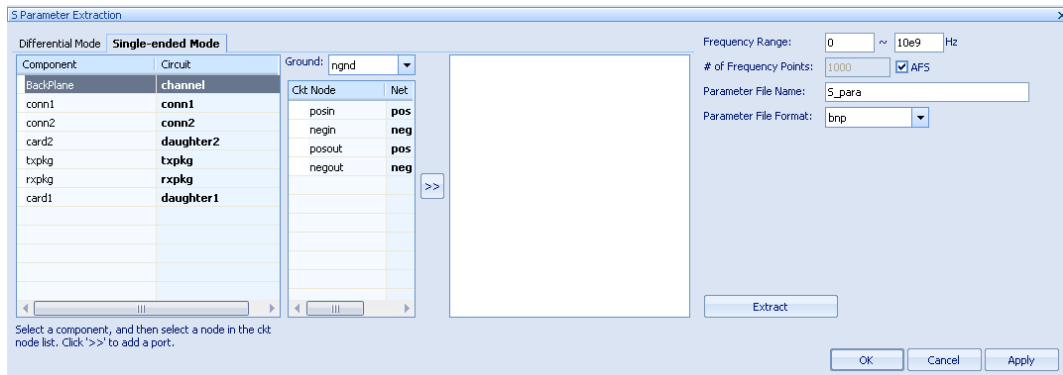 S Parameter Extraction
Differential Mode Single-ended Mode
Component Circuit
BackPlane channel
conn1 conn1
conn2 conn2
card2 daughter2
txpkg txpkg
rxpkg rxpkg
card1 daughter1
Ground: ngnd
Ckt Node Net
posin pos
negin neg
posout pos
negout neg
>>
Frequency Range: 0 ~ 10e9 Hz
# of Frequency Points: 1000 AFS
Parameter File Name: S_para
Parameter File Format: bnp
Extract
Select a component, and then select a node in the ckt
node list. Click '>>' to add a port.
OK Cancel Apply